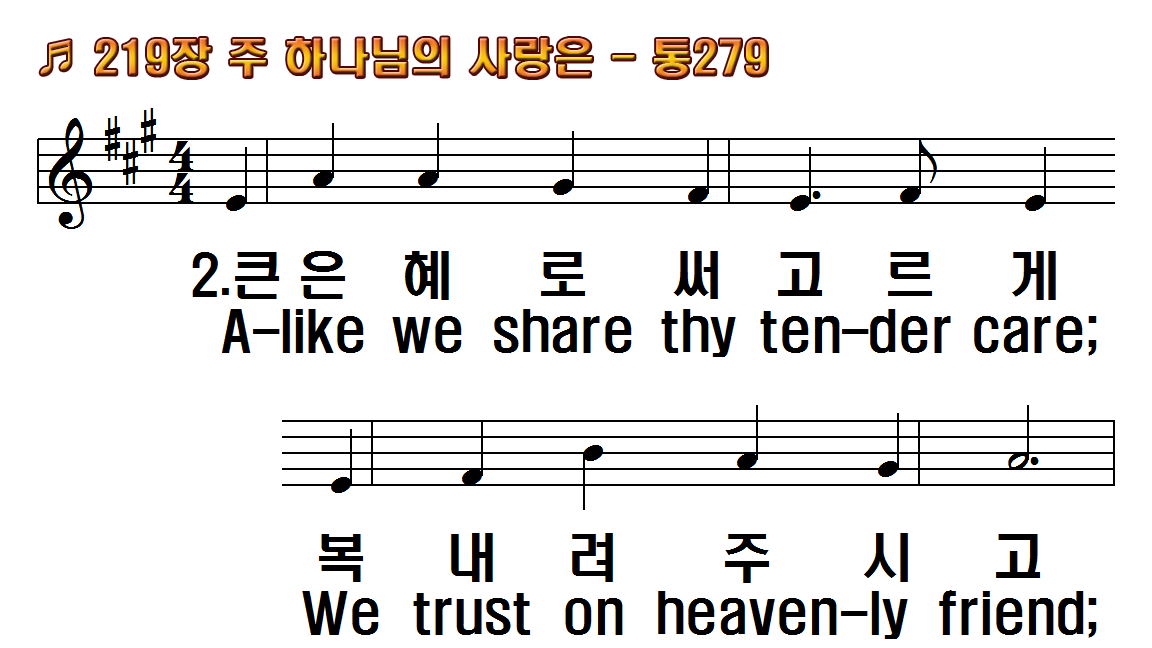 ♬ 219장 주 하나님의 사랑은 - 통279
4
4
2.큰 은 혜 로 써 고 르 게
A-like we share thy ten-der care;
복 내 려 주 시 고
We trust on heaven-ly friend;